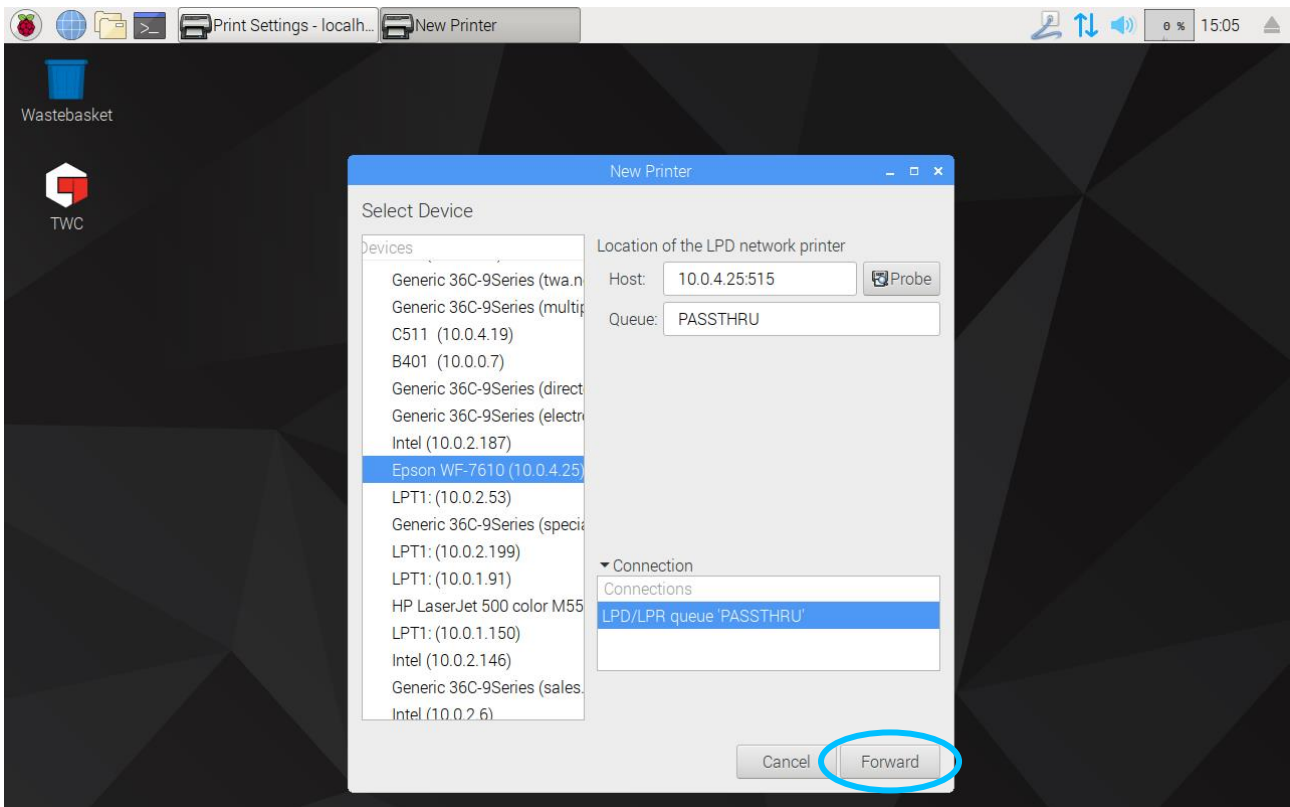 Print Settings - localh...
New Printer
0 %
15:05
Wastebasket
TWC
New Printer
Select Device
Devices
Generic 36C-9Series (twa.n
Generic 36C-9Series (multip
C511 (10.0.4.19)
B401 (10.0.0.7)
Generic 36C-9Series (direct
Generic 36C-9Series (electr
Intel (10.0.2.187)
Epson WF-7610 (10.0.4.25)
LPT1: (10.0.2.53)
Generic 36C-9Series (specia
LPT1: (10.0.2.199)
LPT1: (10.0.1.91)
HP LaserJet 500 color M55
LPT1: (10.0.1.150)
Intel (10.0.2.146)
Generic 36C-9Series (sales.
Intel (10.0.2.6)
Location of the LPD network printer
Host: 10.0.4.25:515 Probe
Queue: PASSTHRU
Connection
Connections
LPD/LPR queue 'PASSTHRU'
Cancel Forward